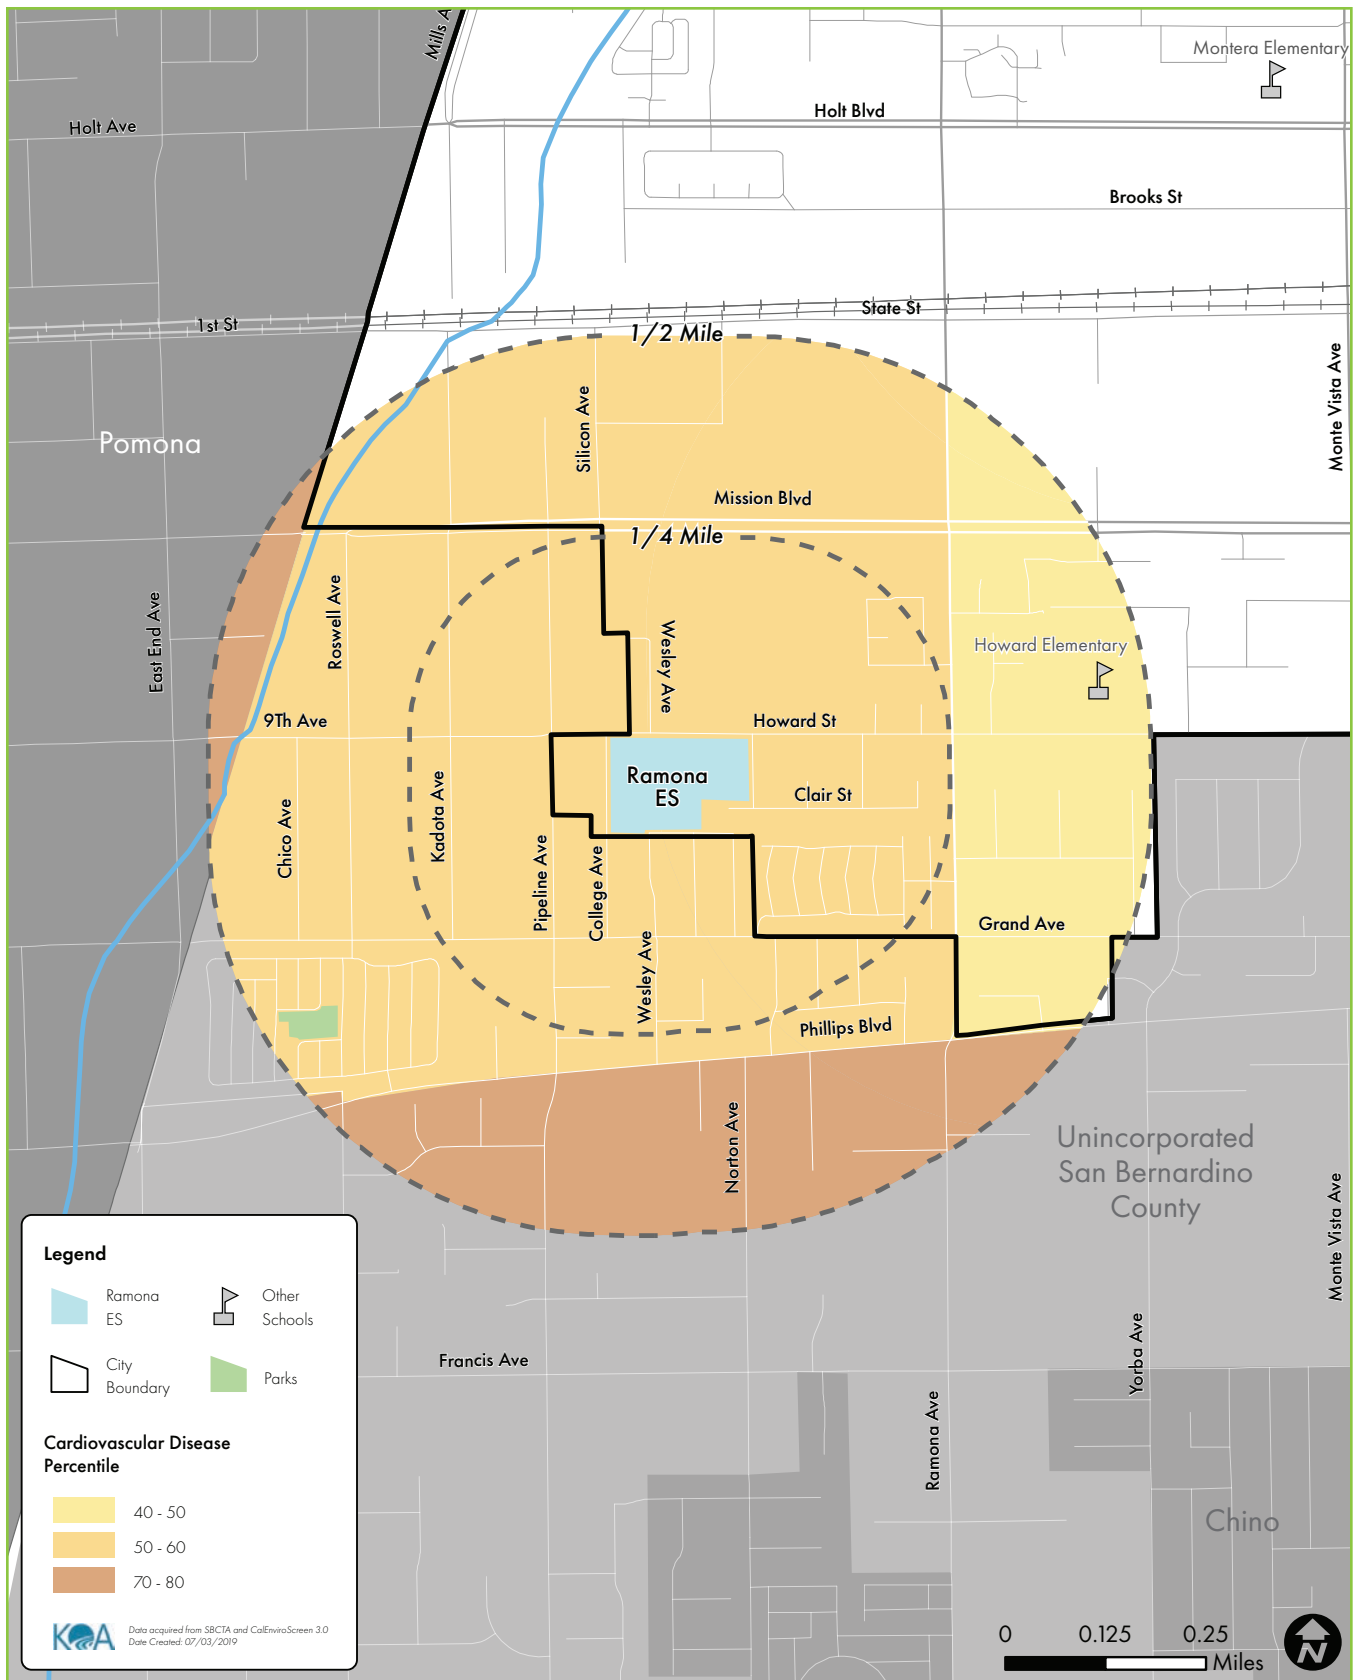 Mills A
Montera Elementary
Holt Blvd
Holt Ave
Brooks St
State St
1st St
1/2 Mile
Monte Vista Ave
Silicon Ave
Pomona
Mission Blvd
1/4 Mile
Roswell Ave
East End Ave
Wesley Ave
Howard Elementary
9Th Ave
Howard St
Ramona
ES
Clair St
Chico Ave
Kadota Ave
Pipeline Ave
College Ave
Grand Ave
Wesley Ave
Phillips Blvd
Norton Ave
Unincorporated
San Bernardino
County
Monte Vista Ave
Francis Ave
Yorba Ave
Ramona Ave
Chino
Legend
Ramona
ES
Other
Schools
City
Boundary
Parks
Cardiovascular Disease
Percentile
40 - 50
50 - 60
70 - 80
KOA
Data acquired from SBCTA and CalEnviroScreen 3.0
Date Created: 07/03/2019
0 0.125 0.25
Miles
N